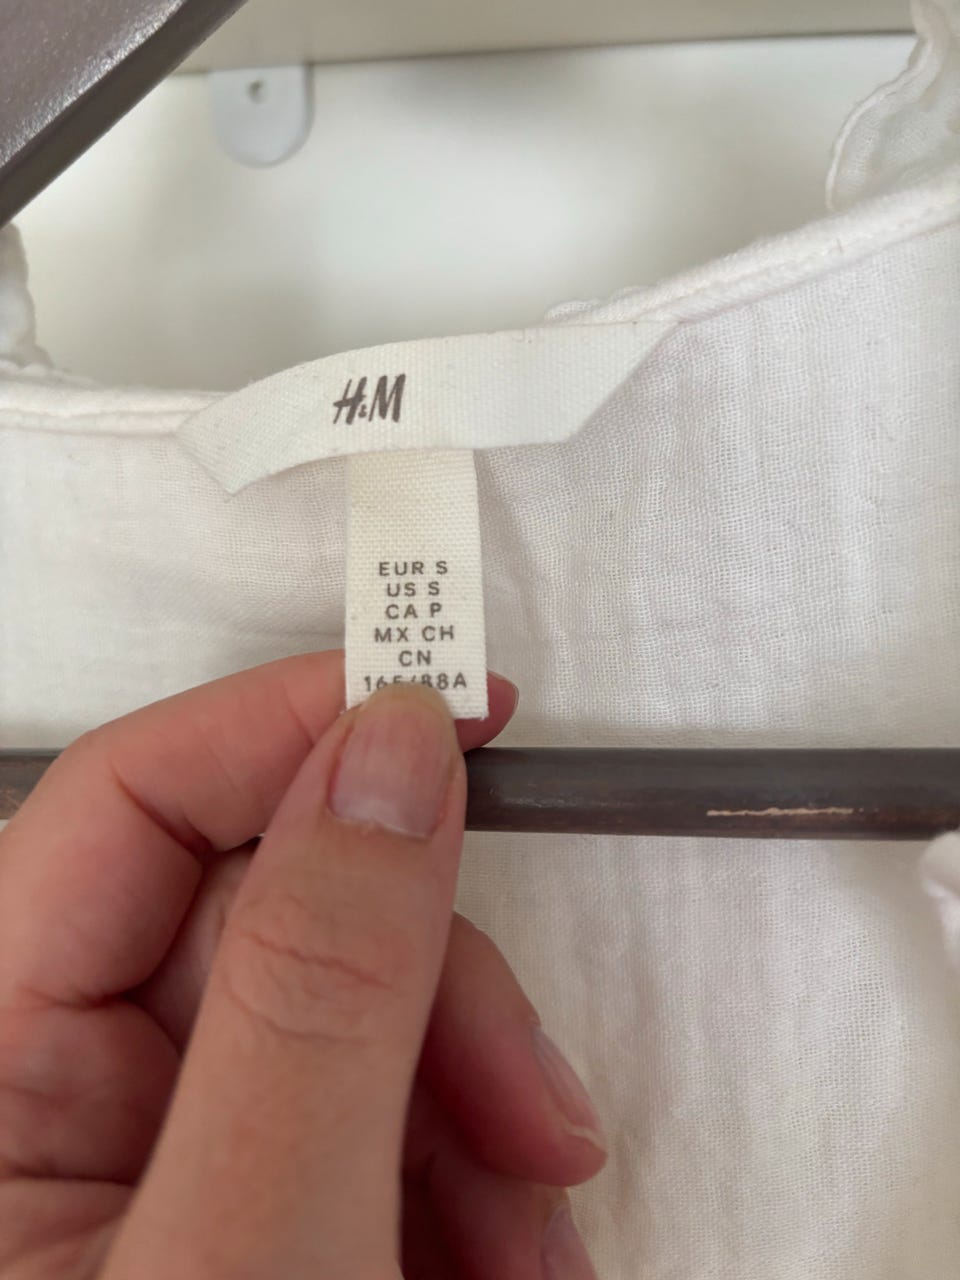 H&M
EUR S
US S
CA P
MX CH
CN
165/88A